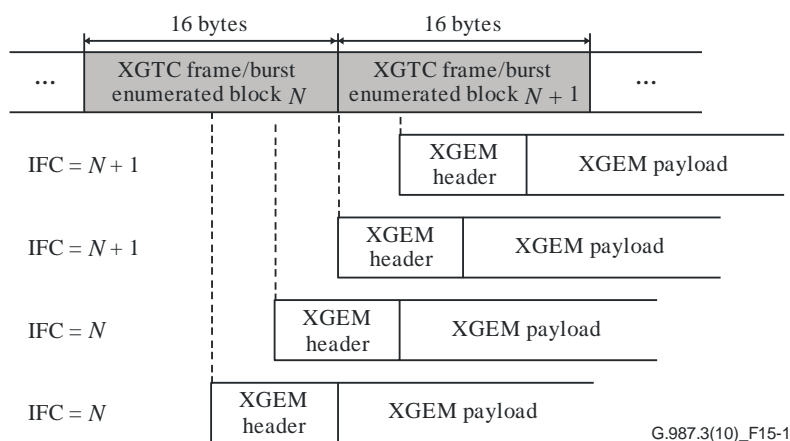 16 bytes 16 bytes
... XGTC frame/burst XGTC frame/burst ...
enumerated block N enumerated block N + 1
IFC = N + 1 XGEM header XGEM payload
IFC = N + 1 XGEM header XGEM payload
IFC = N XGEM header XGEM payload
IFC = N XGEM header XGEM payload
G.987.3(10)_F15-1